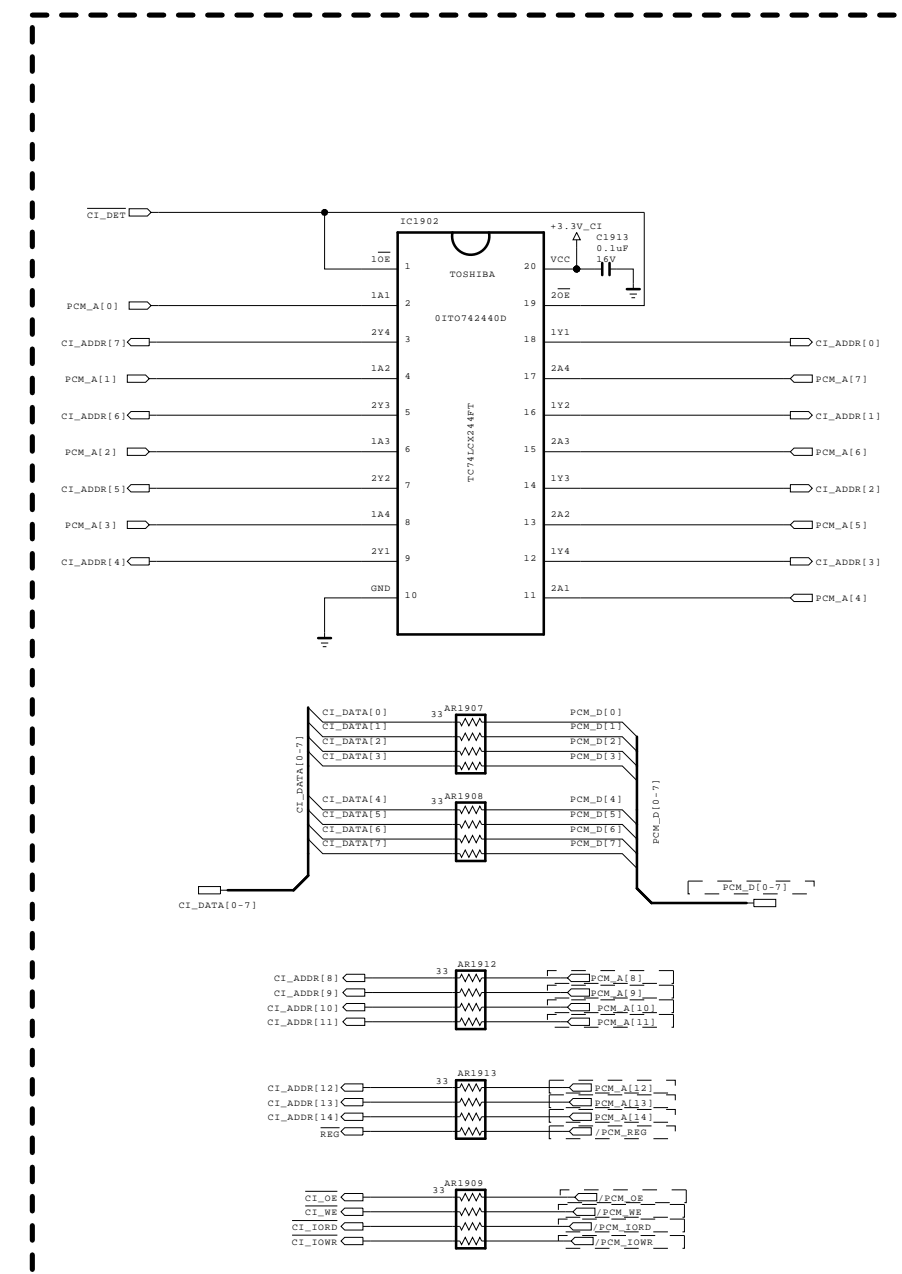 CI_DET
IC1902
+3.3V_CI
C1913
0.1uF
16V
1OE 1 TOSHIBA 20 VCC
PCM_A[0] 1A1 2 19 2OE
0ITO742440D
CI_ADDR[7] 2Y4 3 18 1Y1 CI_ADDR[0]
PCM_A[1] 1A2 4 17 2A4 PCM_A[7]
CI_ADDR[6] 2Y3 5 16 1Y2 CI_ADDR[1]
TC74LCX244FT
PCM_A[2] 1A3 6 15 2A3 PCM_A[6]
CI_ADDR[5] 2Y2 7 14 1Y3 CI_ADDR[2]
PCM_A[3] 1A4 8 13 2A2 PCM_A[5]
CI_ADDR[4] 2Y1 9 12 1Y4 CI_ADDR[3]
GND 10 11 2A1 PCM_A[4]
CI_DATA[0] 33 AR1907 PCM_D[0]
CI_DATA[1] PCM_D[1]
CI_DATA[2] PCM_D[2]
CI_DATA[3] PCM_D[3]
CI_DATA[0-7]
PCM_D[0-7]
CI_DATA[4] 33 AR1908 PCM_D[4]
CI_DATA[5] PCM_D[5]
CI_DATA[6] PCM_D[6]
CI_DATA[7] PCM_D[7]
PCM_D[0-7]
CI_DATA[0-7]
33 AR1912
CI_ADDR[8] PCM_A[8]
CI_ADDR[9] PCM_A[9]
CI_ADDR[10] PCM_A[10]
CI_ADDR[11] PCM_A[11]
33 AR1913
CI_ADDR[12] PCM_A[12]
CI_ADDR[13] PCM_A[13]
CI_ADDR[14] PCM_A[14]
REG /PCM_REG
33 AR1909
CI_OE /PCM_OE
CI_WE /PCM_WE
CI_IORD /PCM_IORD
CI_IOWR /PCM_IOWR